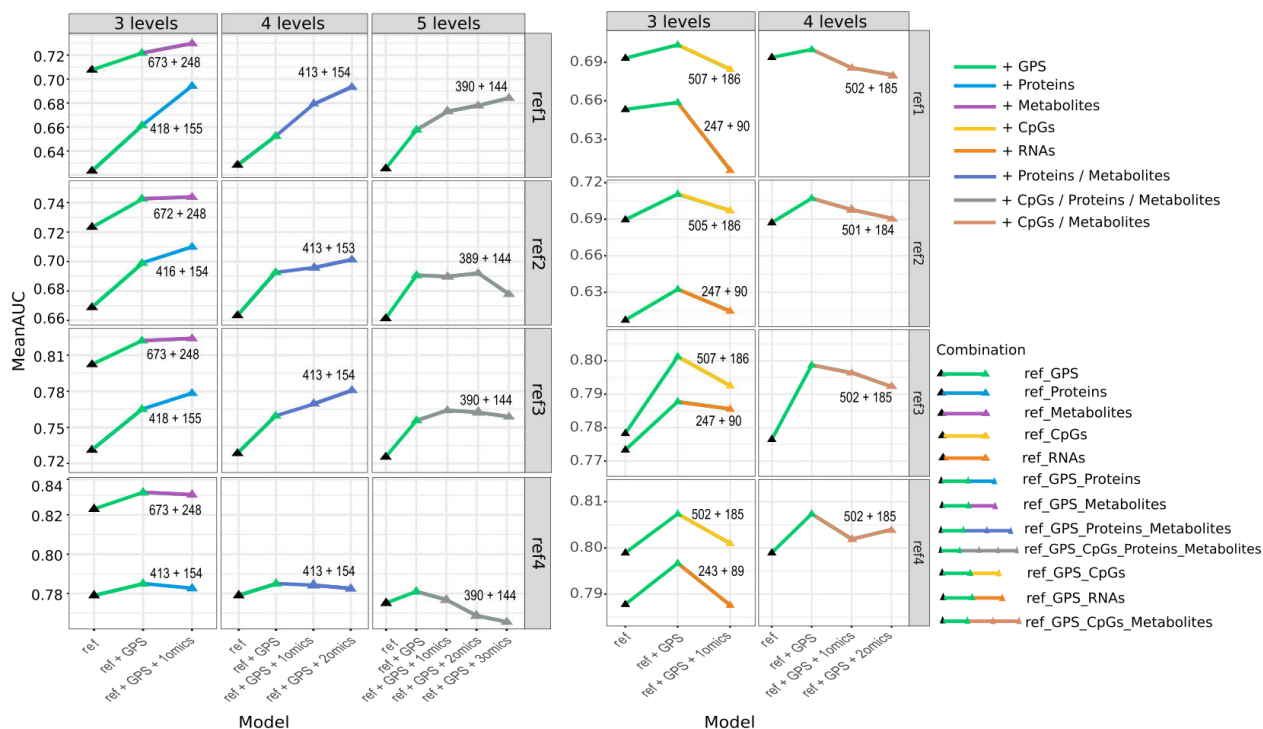 3 levels
4 levels
5 levels
3 levels
4 levels
MeanAUC
0.72
0.70
0.68
0.66
0.64
673 + 248
418 + 155
413 + 154
390 + 144
ref1
0.74
0.72
0.70
0.66
672 + 248
416 + 154
413 + 153
389 + 144
ref2
0.81
0.78
0.75
0.72
673 + 248
418 + 155
413 + 154
390 + 144
ref3
0.84
0.82
0.80
0.78
673 + 248
413 + 154
413 + 154
390 + 144
ref4
ref
ref + GPS
ref + GPS + 1omics
ref
ref + GPS
ref + GPS + 1omics
ref + GPS + 2omics
ref
ref + GPS
ref + GPS + 1omics
ref + GPS + 2omics
ref + GPS + 3omics
Model
0.69
0.66
0.63
507 + 186
247 + 90
502 + 185
ref1
0.72
0.69
0.66
0.63
505 + 186
247 + 90
501 + 184
ref2
0.80
0.79
0.78
0.77
507 + 186
247 + 90
502 + 185
ref3
0.81
0.80
0.79
502 + 185
243 + 89
502 + 185
ref4
ref
ref + GPS
ref + GPS + 1omics
ref
ref + GPS
ref + GPS + 1omics
ref + GPS + 2omics
Model
+ GPS
+ Proteins
+ Metabolites
+ CpGs
+ RNAs
+ Proteins / Metabolites
+ CpGs / Proteins / Metabolites
+ CpGs / Metabolites
Combination
ref_GPS
ref_Proteins
ref_Metabolites
ref_CpGs
ref_RNAs
ref_GPS_Proteins
ref_GPS_Metabolites
ref_GPS_Proteins_Metabolites
ref_GPS_CpGs_Proteins_Metabolites
ref_GPS_CpGs
ref_GPS_RNAs
ref_GPS_CpGs_Metabolites